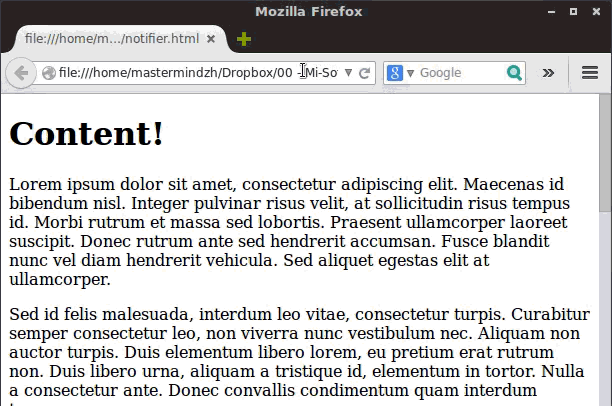 Mozilla Firefox
file:///home/m.../notifier.html
file:///home/mastermindzh/Dropbox/00 - Mi-So
Google
Content!
Lorem ipsum dolor sit amet, consectetur adipiscing elit. Maecenas id
bibendum nisl. Integer pulvinar risus velit, at sollicitudin risus tempus
id. Morbi rutrum et massa sed lobortis. Praesent ullamcorper laoreet
suscipit. Donec rutrum ante sed hendrerit accumsan. Fusce blandit
nunc vel diam hendrerit vehicula. Sed aliquet egestas elit at
ullamcorper.
Sed id felis malesuada, interdum leo vitae, consectetur turpis. Curabitur
semper consectetur leo, non viverra nunc vestibulum nec. Aliquam non
auctor turpis. Duis elementum libero lorem, eu pretium erat rutrum
non. Duis libero urna, aliquam a tristique id, elementum in tortor. Nulla
a consectetur ante. Donec convallis condimentum quam interdum